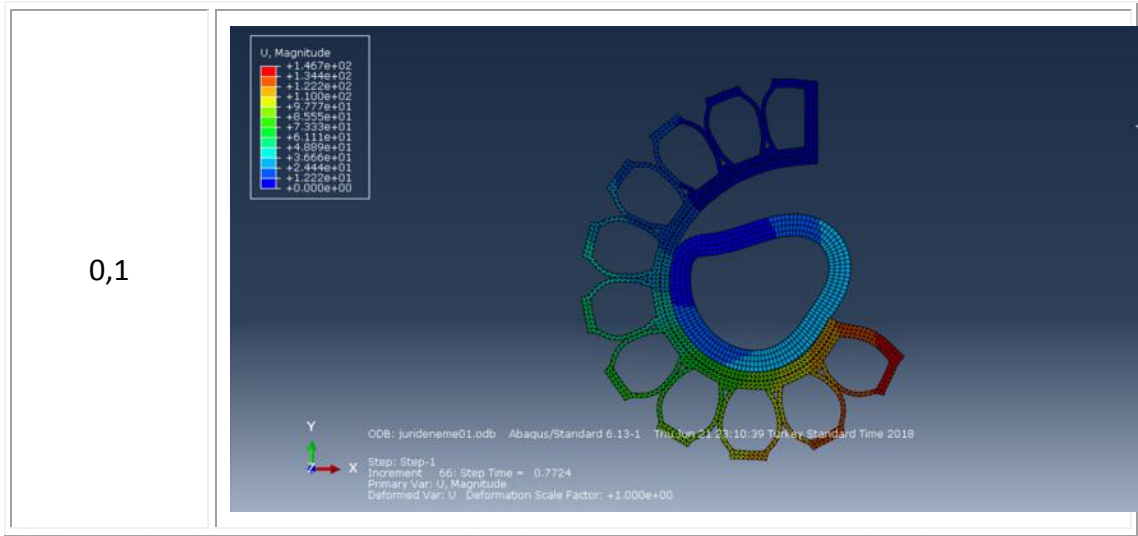 0,1
U, Magnitude
+1.467e+02
+1.344e+02
+1.222e+02
+1.100e+02
+9.777e+01
+8.555e+01
+7.333e+01
+6.111e+01
+4.889e+01
+3.666e+01
+2.444e+01
+1.222e+01
+0.000e+00
Y
Z
X
ODB: jurideneme01.odb Abaqus/Standard 6.13-1 Thu Jun 21 23:10:39 Turkey Standard Time 2018
Step: Step-1
Increment 66: Step Time = 0.7724
Primary Var: U, Magnitude
Deformed Var: U Deformation Scale Factor: +1.000e+00